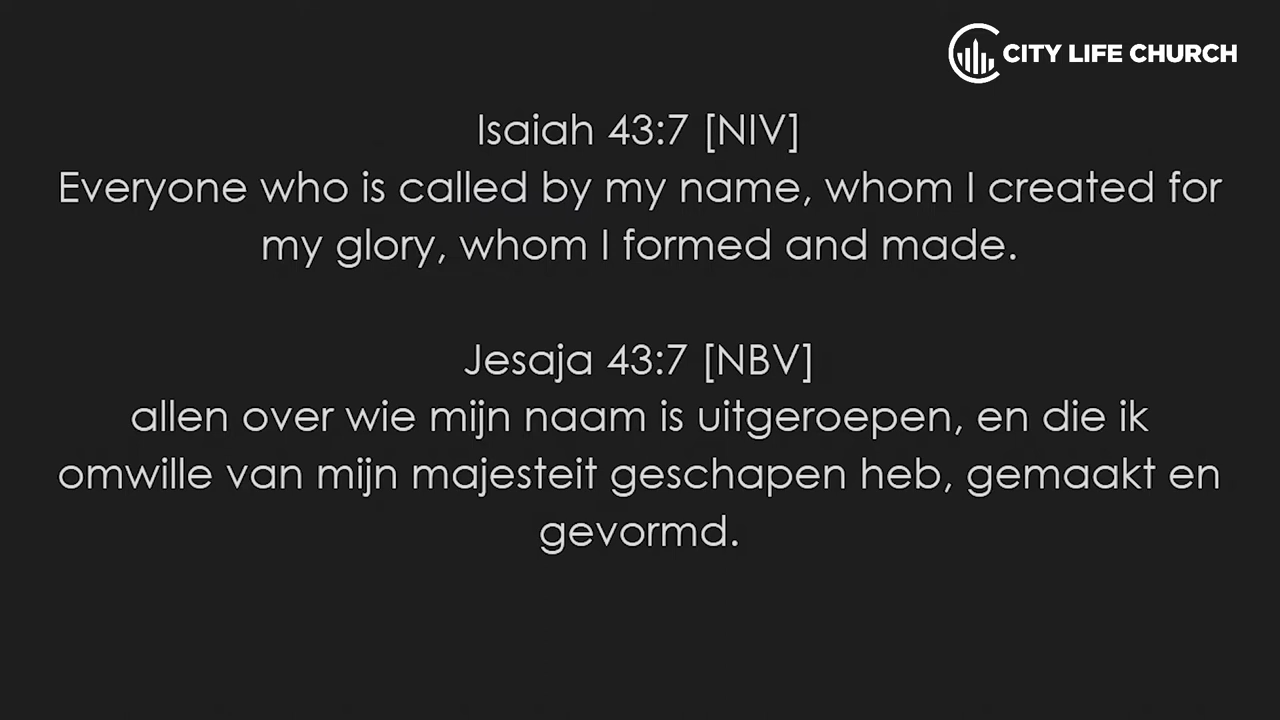 CITY LIFE CHURCH
Isaiah 43:7 [NIV]
Everyone who is called by my name, whom I created for
my glory, whom I formed and made.
Jesaja 43:7 [NBV]
allen over wie mijn naam is uitgeroepen, en die ik
omwille van mijn majesteit geschapen heb, gemaakt en
gevormd.